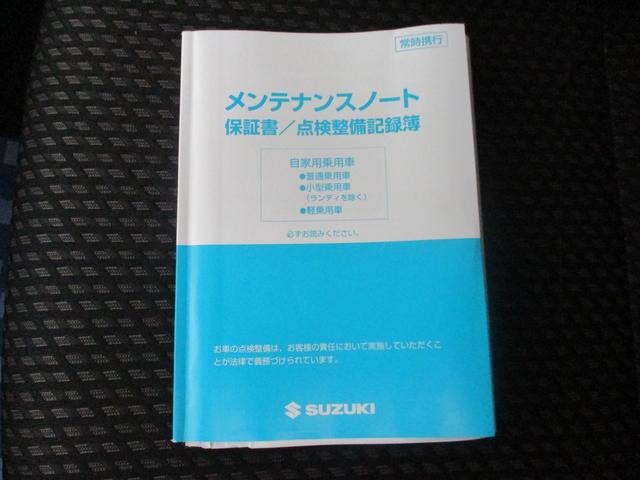 常時携行
メンテナンスノート
保証書／点検整備記録簿
自家用乗用車
●普通乗用車
●小型乗用車
（ランディを除く）
●軽乗用車
必ずお読みください。
お車の点検整備は、お客様の責任において実施していただくこ
とが法律で義務づけられています。
SUZUKI